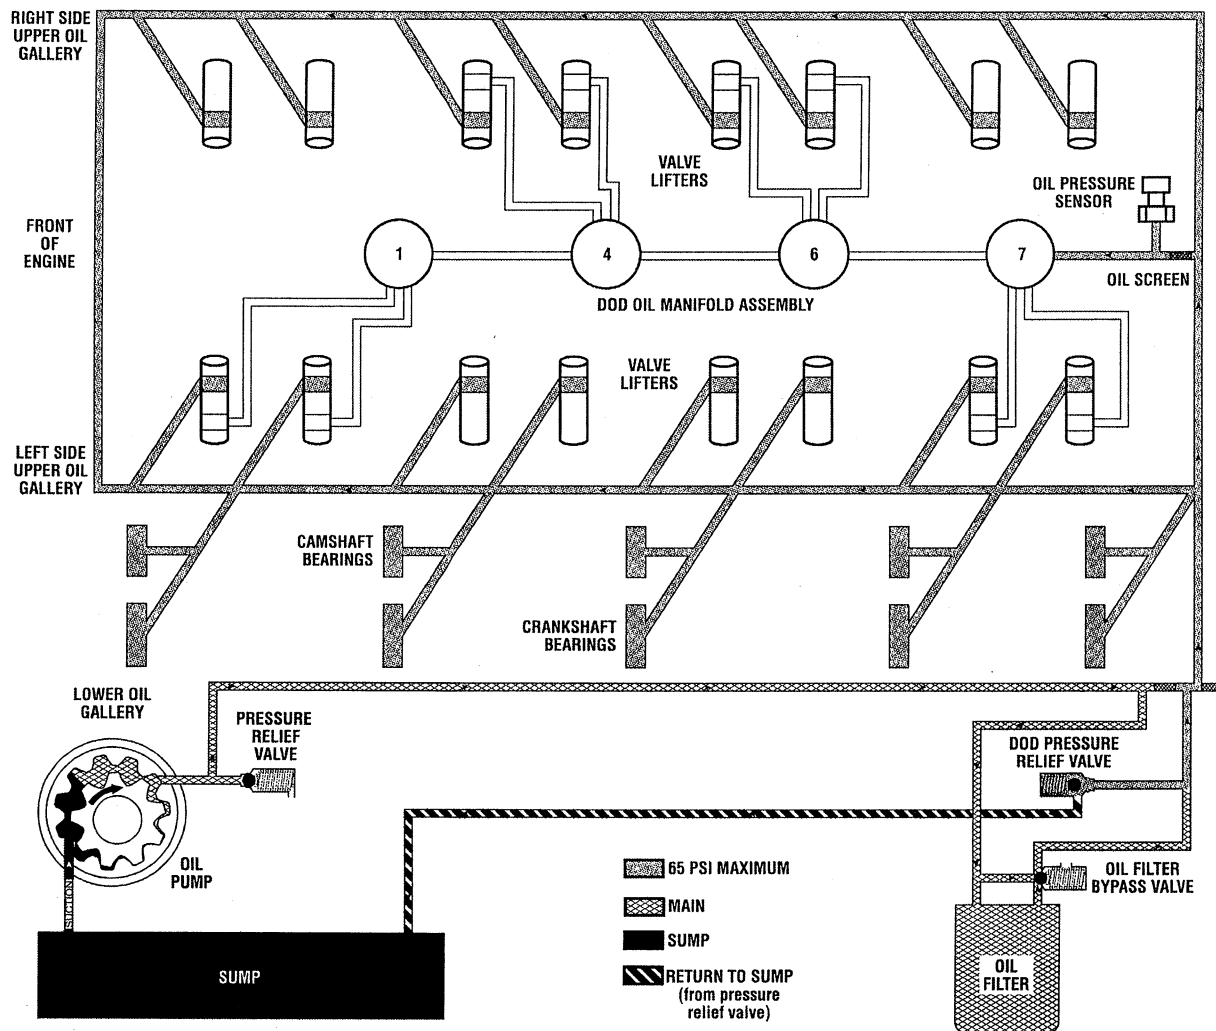 RIGHT SIDE
UPPER OIL
GALLERY
VALVE
LIFTERS
OIL PRESSURE
SENSOR
FRONT
OF
ENGINE
1
4
6
7
OIL SCREEN
DOD OIL MANIFOLD ASSEMBLY
VALVE
LIFTERS
LEFT SIDE
UPPER OIL
GALLERY
CAMSHAFT
BEARINGS
CRANKSHAFT
BEARINGS
LOWER OIL
GALLERY
PRESSURE
RELIEF
VALVE
DOD PRESSURE
RELIEF VALVE
OIL
PUMP
SUCTION
65 PSI MAXIMUM
MAIN
SUMP
RETURN TO SUMP
(from pressure
relief valve)
OIL FILTER
BYPASS VALVE
SUMP
OIL
FILTER